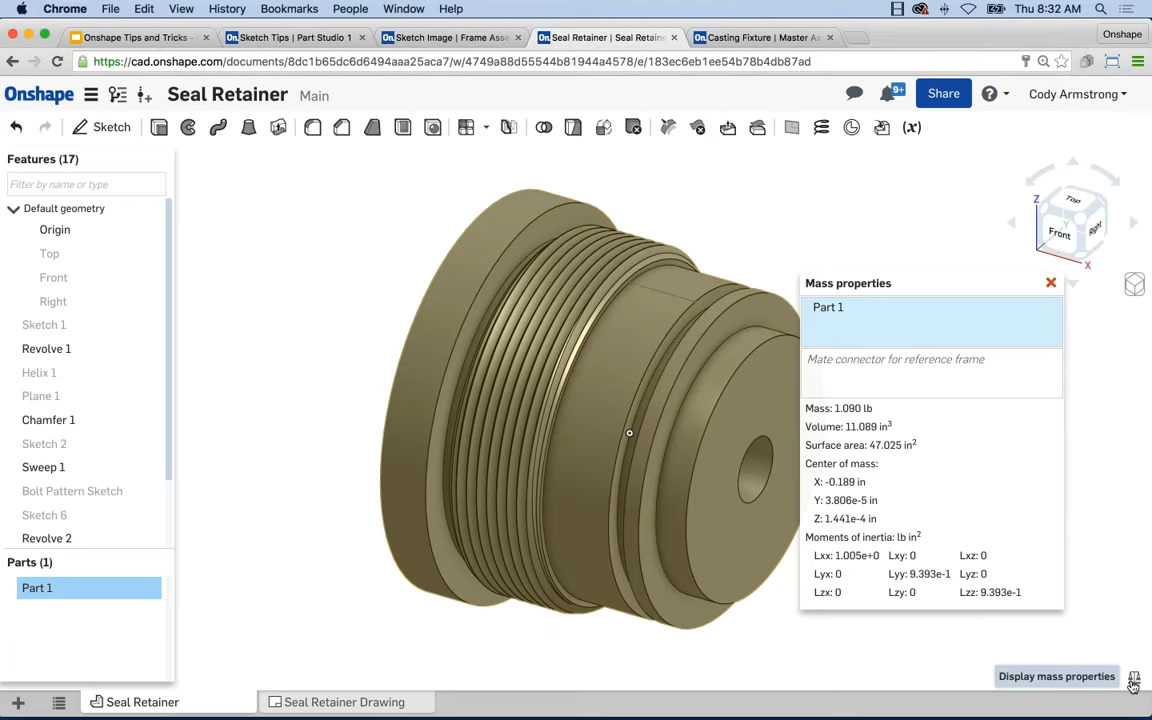 Chrome File Edit View History Bookmarks People Window Help Thu 8:32 AM
Onshape Tips and Tricks - On Sketch Tips | Part Studio 1 On Sketch Image | Frame Asse On Seal Retainer | Seal Retaine On Casting Fixture | Master As Onshape
https://cad.onshape.com/documents/8dc1b65dc6d6494aaa25aca7/w/4749a88d55544b81944a4578/e/183ec6eb1ee54b78b4db87ad
Onshape Seal Retainer Main 9+ Share Cody Armstrong
Sketch (x)
Features (17)
Filter by name or type
Default geometry
Origin
Top
Front
Right
Sketch 1
Revolve 1
Helix 1
Plane 1
Chamfer 1
Sketch 2
Sweep 1
Bolt Pattern Sketch
Sketch 6
Revolve 2
Parts (1)
Part 1
Z
Top
Y
Front
Right
X
Mass properties
Part 1
Mate connector for reference frame
Mass: 1.090 lb
Volume: 11.089 in³
Surface area: 47.025 in²
Center of mass:
X: -0.189 in
Y: 3.806e-5 in
Z: 1.441e-4 in
Moments of inertia: lb in²
Lxx: 1.005e+0 Lxy: 0 Lxz: 0
Lyx: 0 Lyy: 9.393e-1 Lyz: 0
Lzx: 0 Lzy: 0 Lzz: 9.393e-1
Display mass properties
Seal Retainer Seal Retainer Drawing